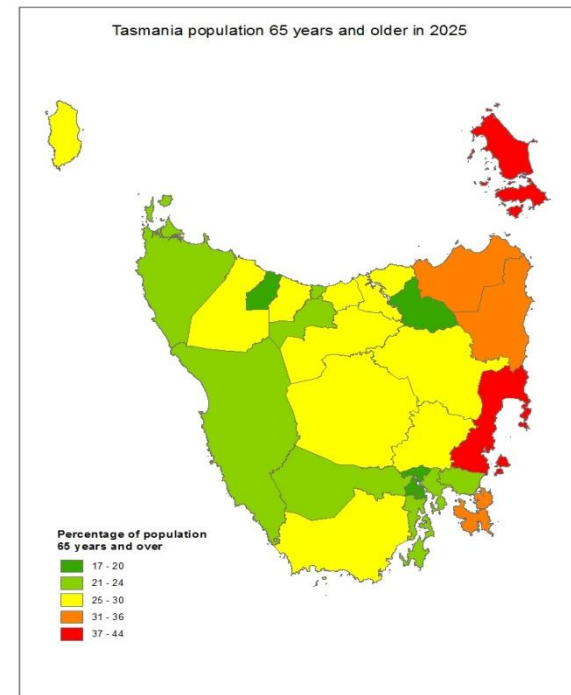 Tasmania population 65 years and older in 2025
Percentage of population
65 years and over
17 - 20
21 - 24
25 - 30
31 - 36
37 - 44